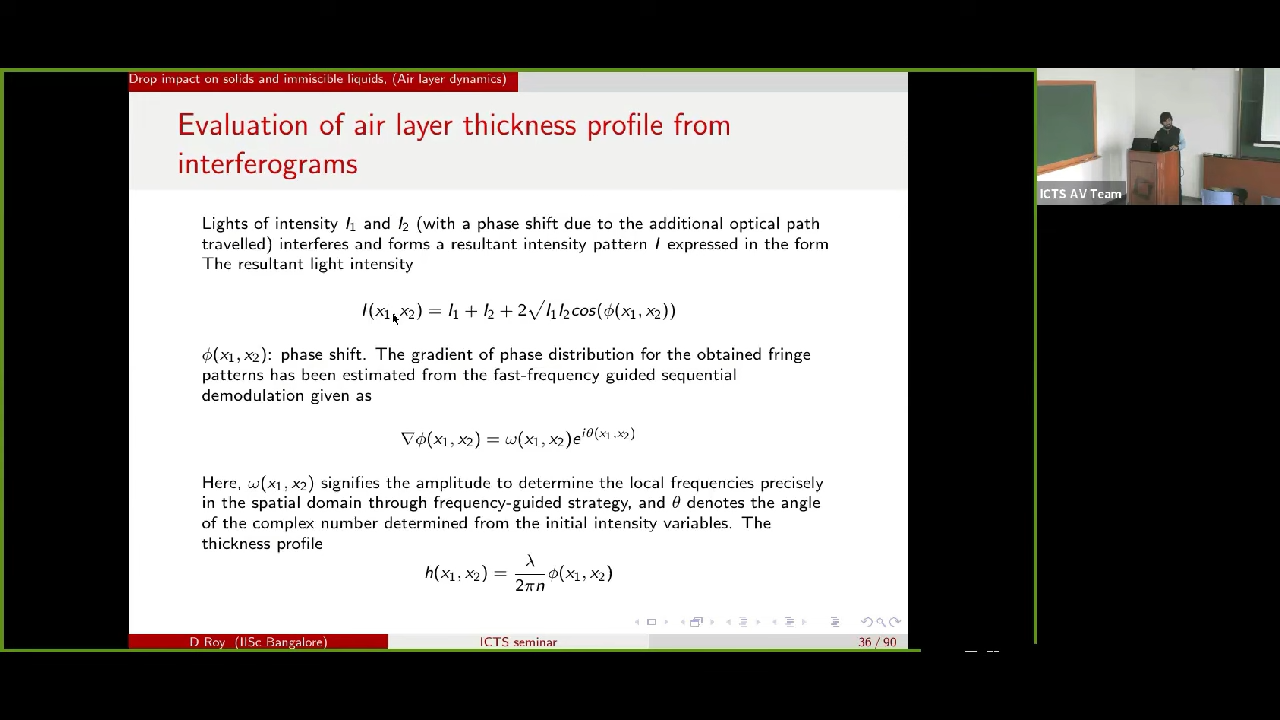 Drop impact on solids and immiscible liquids, (Air layer dynamics)
Evaluation of air layer thickness profile from
interferograms
ICTS AV Team
Lights of intensity I₁ and I₂ (with a phase shift due to the additional optical path
travelled) interferes and forms a resultant intensity pattern I expressed in the form
The resultant light intensity
I(x₁, x₂) = I₁ + I₂ + 2√I₁I₂cos(ϕ(x₁, x₂))
ϕ(x₁, x₂): phase shift. The gradient of phase distribution for the obtained fringe
patterns has been estimated from the fast-frequency guided sequential
demodulation given as
∇ϕ(x₁, x₂) = ω(x₁, x₂)e^{iθ(x₁,x₂)}
Here, ω(x₁, x₂) signifies the amplitude to determine the local frequencies precisely
in the spatial domain through frequency-guided strategy, and θ denotes the angle
of the complex number determined from the initial intensity variables. The
thickness profile
h(x₁, x₂) = λ/2πn ϕ(x₁, x₂)
D Roy (IISc Bangalore) ICTS seminar 36 / 90